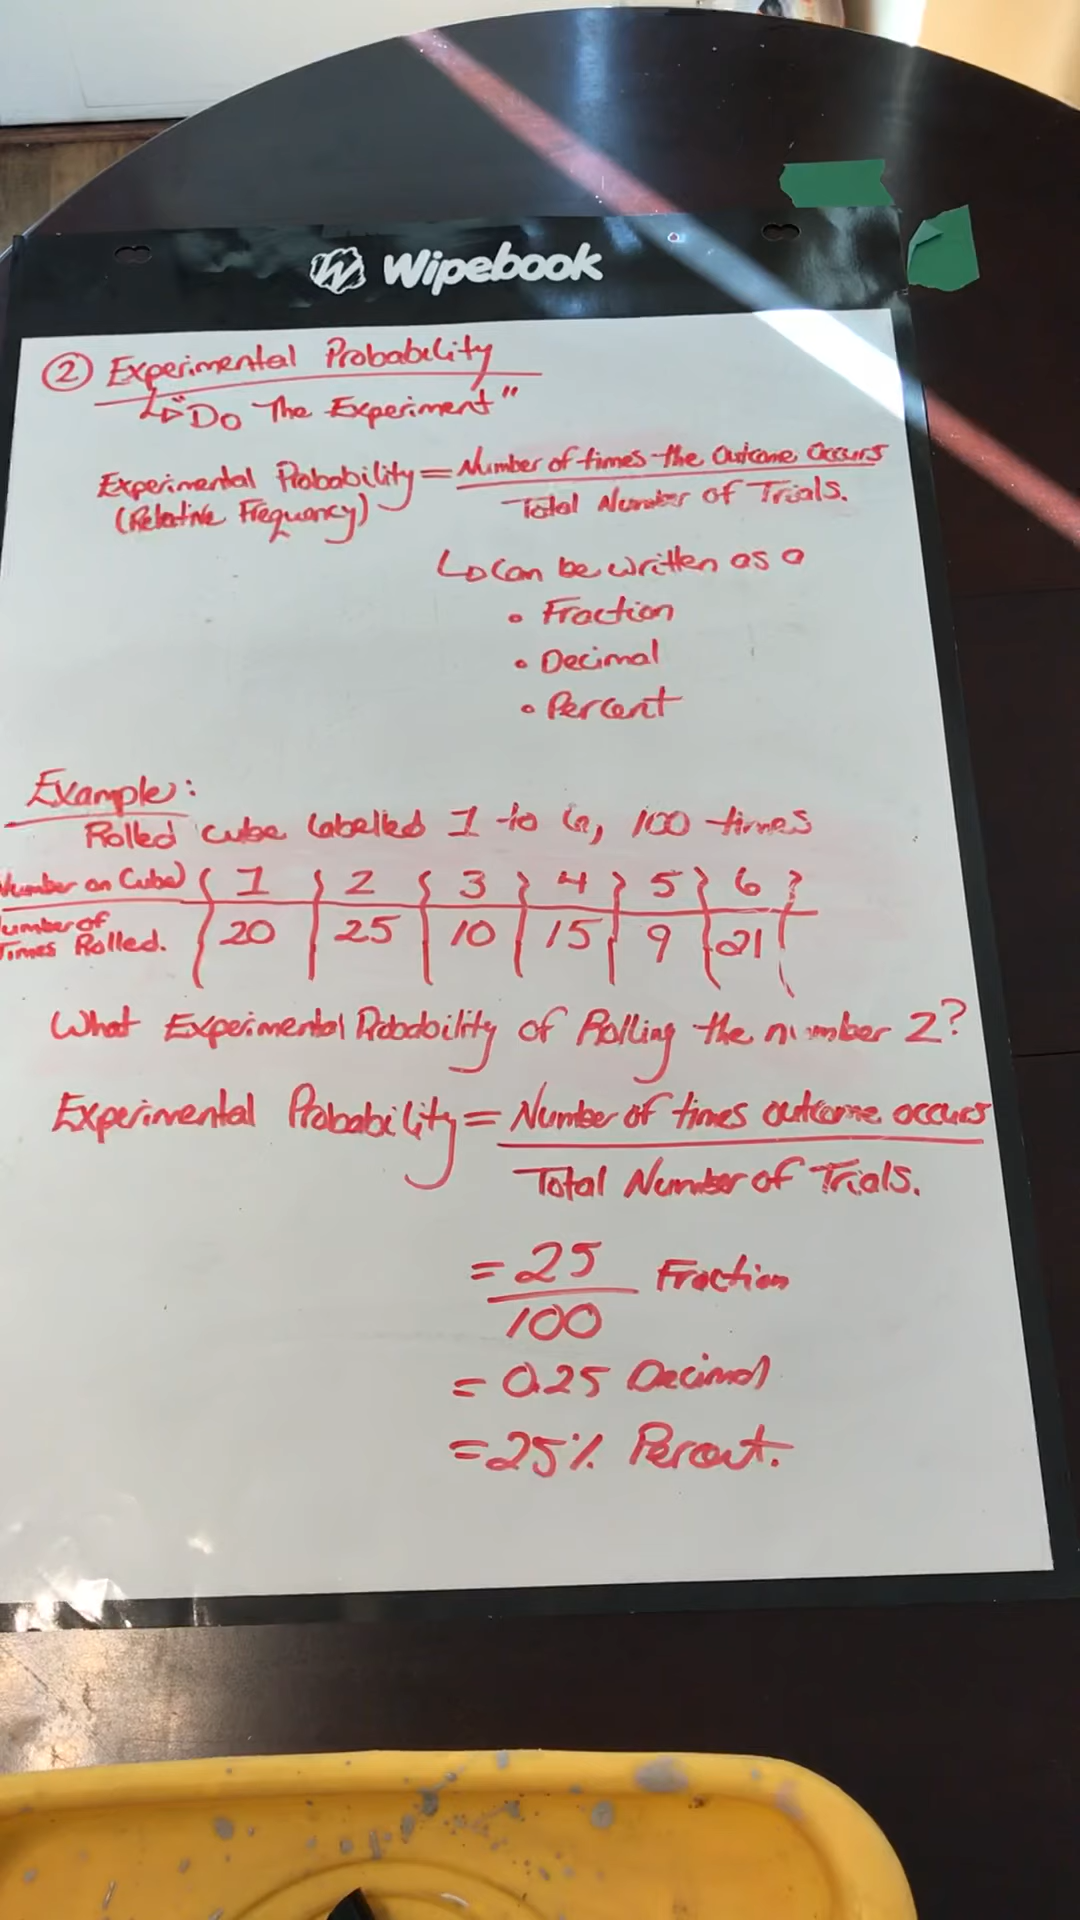 Wipebook
② Experimental Probability
↳ "Do The Experiment"
Experimental Probability = Number of times the Outcome Occurs
(Relative Frequency) Total Number of Trials.
↳ Can be written as a
• Fraction
• Decimal
• Percent
Example:
Rolled cube labelled 1 to 6, 100 times
Number on Cube 1 2 3 4 5 6
Number of Times Rolled. 20 25 10 15 9 21
What Experimental Probability of Rolling the number 2?
Experimental Probability = Number of times outcome occurs
Total Number of Trials.
= 25 Fraction
100
= 0.25 Decimal
= 25% Percent.